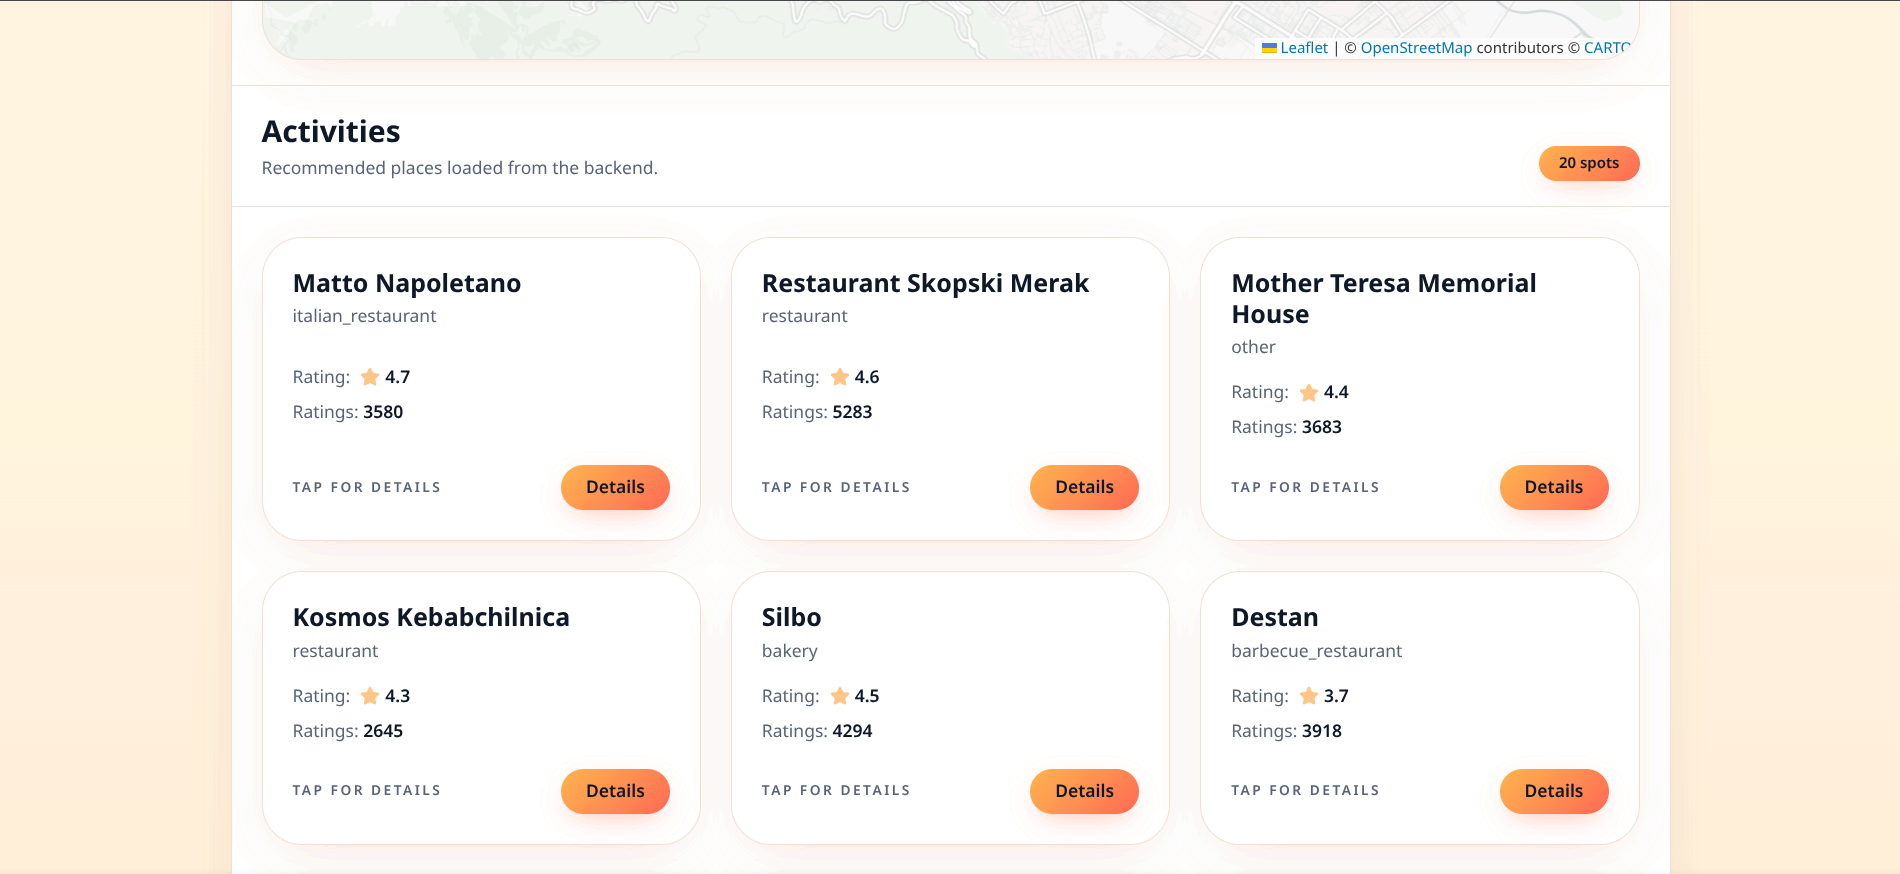 Leaflet | © OpenStreetMap contributors © CARTO
Activities
Recommended places loaded from the backend.
20 spots
Matto Napoletano
italian_restaurant
Rating: 4.7
Ratings: 3580
TAP FOR DETAILS
Details
Restaurant Skopski Merak
restaurant
Rating: 4.6
Ratings: 5283
TAP FOR DETAILS
Details
Mother Teresa Memorial
House
other
Rating: 4.4
Ratings: 3683
TAP FOR DETAILS
Details
Kosmos Kebabchilnica
restaurant
Rating: 4.3
Ratings: 2645
TAP FOR DETAILS
Details
Silbo
bakery
Rating: 4.5
Ratings: 4294
TAP FOR DETAILS
Details
Destan
barbecue_restaurant
Rating: 3.7
Ratings: 3918
TAP FOR DETAILS
Details